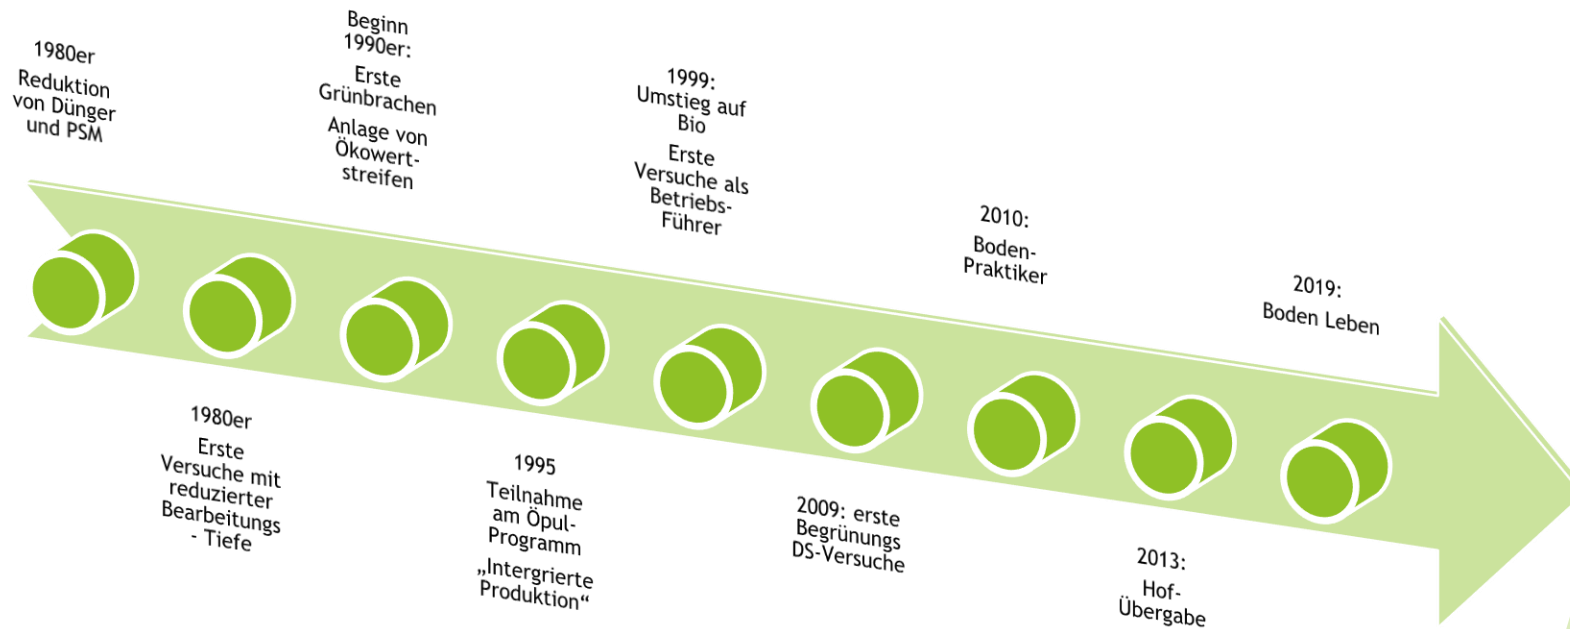 1980er
Reduktion
von Dünger
und PSM
1980er
Erste
Versuche mit
reduzierter
Bearbeitungs
- Tiefe
Beginn
1990er:
Erste
Grünbrachen
Anlage von
Ökowert-
streifen
1995
Teilnahme
am Öpul-
Programm
„Intergrierte
Produktion“
1999:
Umstieg auf
Bio
Erste
Versuche als
Betriebs-
Führer
2009: erste
Begrünungs
DS-Versuche
2010:
Boden-
Praktiker
2013:
Hof-
Übergabe
2019:
Boden Leben